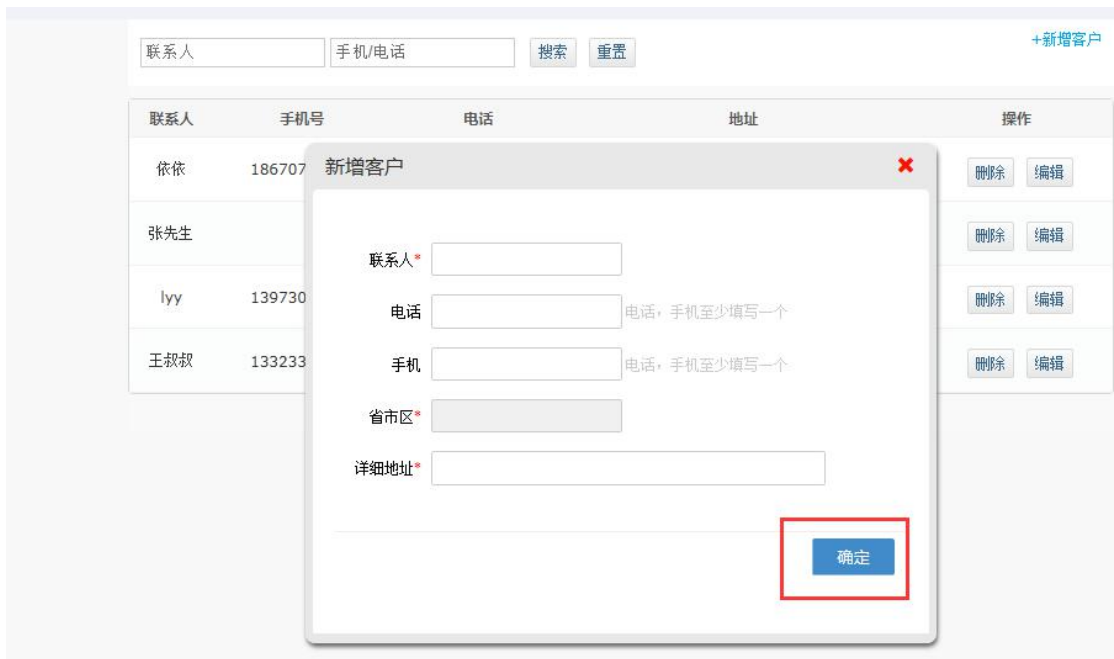 联系人 手机/电话 搜索 重置 +新增客户
联系人 手机号 电话 地址 操作
依依 186707 删除 编辑
张先生 删除 编辑
lyy 139730 删除 编辑
王叔叔 133233 删除 编辑
新增客户
联系人*
电话 电话，手机至少填写一个
手机 电话，手机至少填写一个
省市区*
详细地址*
确定